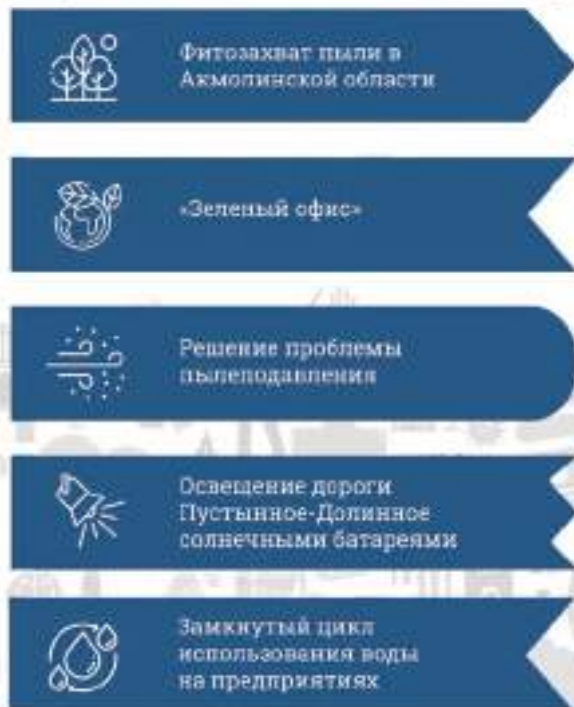 Фитозахват пыли в
Акмолинской области
«Зеленый офис»
Решение проблемы
пылеподавления
Освещение дороги
Пустынное-Долинное
солнечными батареями
Замкнутый цикл
использования воды
на предприятиях